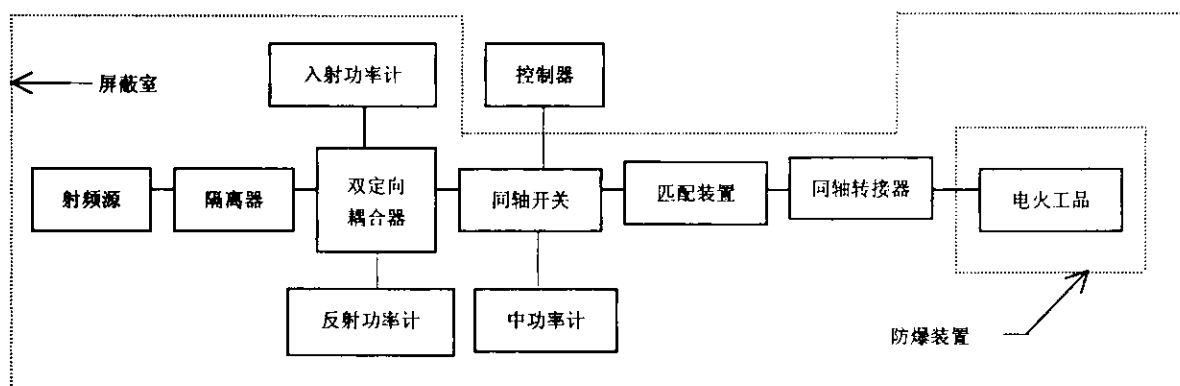 入射功率计
控制器
屏蔽室
射频源
隔离器
双定向
耦合器
同轴开关
匹配装置
同轴转接器
电火工品
反射功率计
中功率计
防爆装置